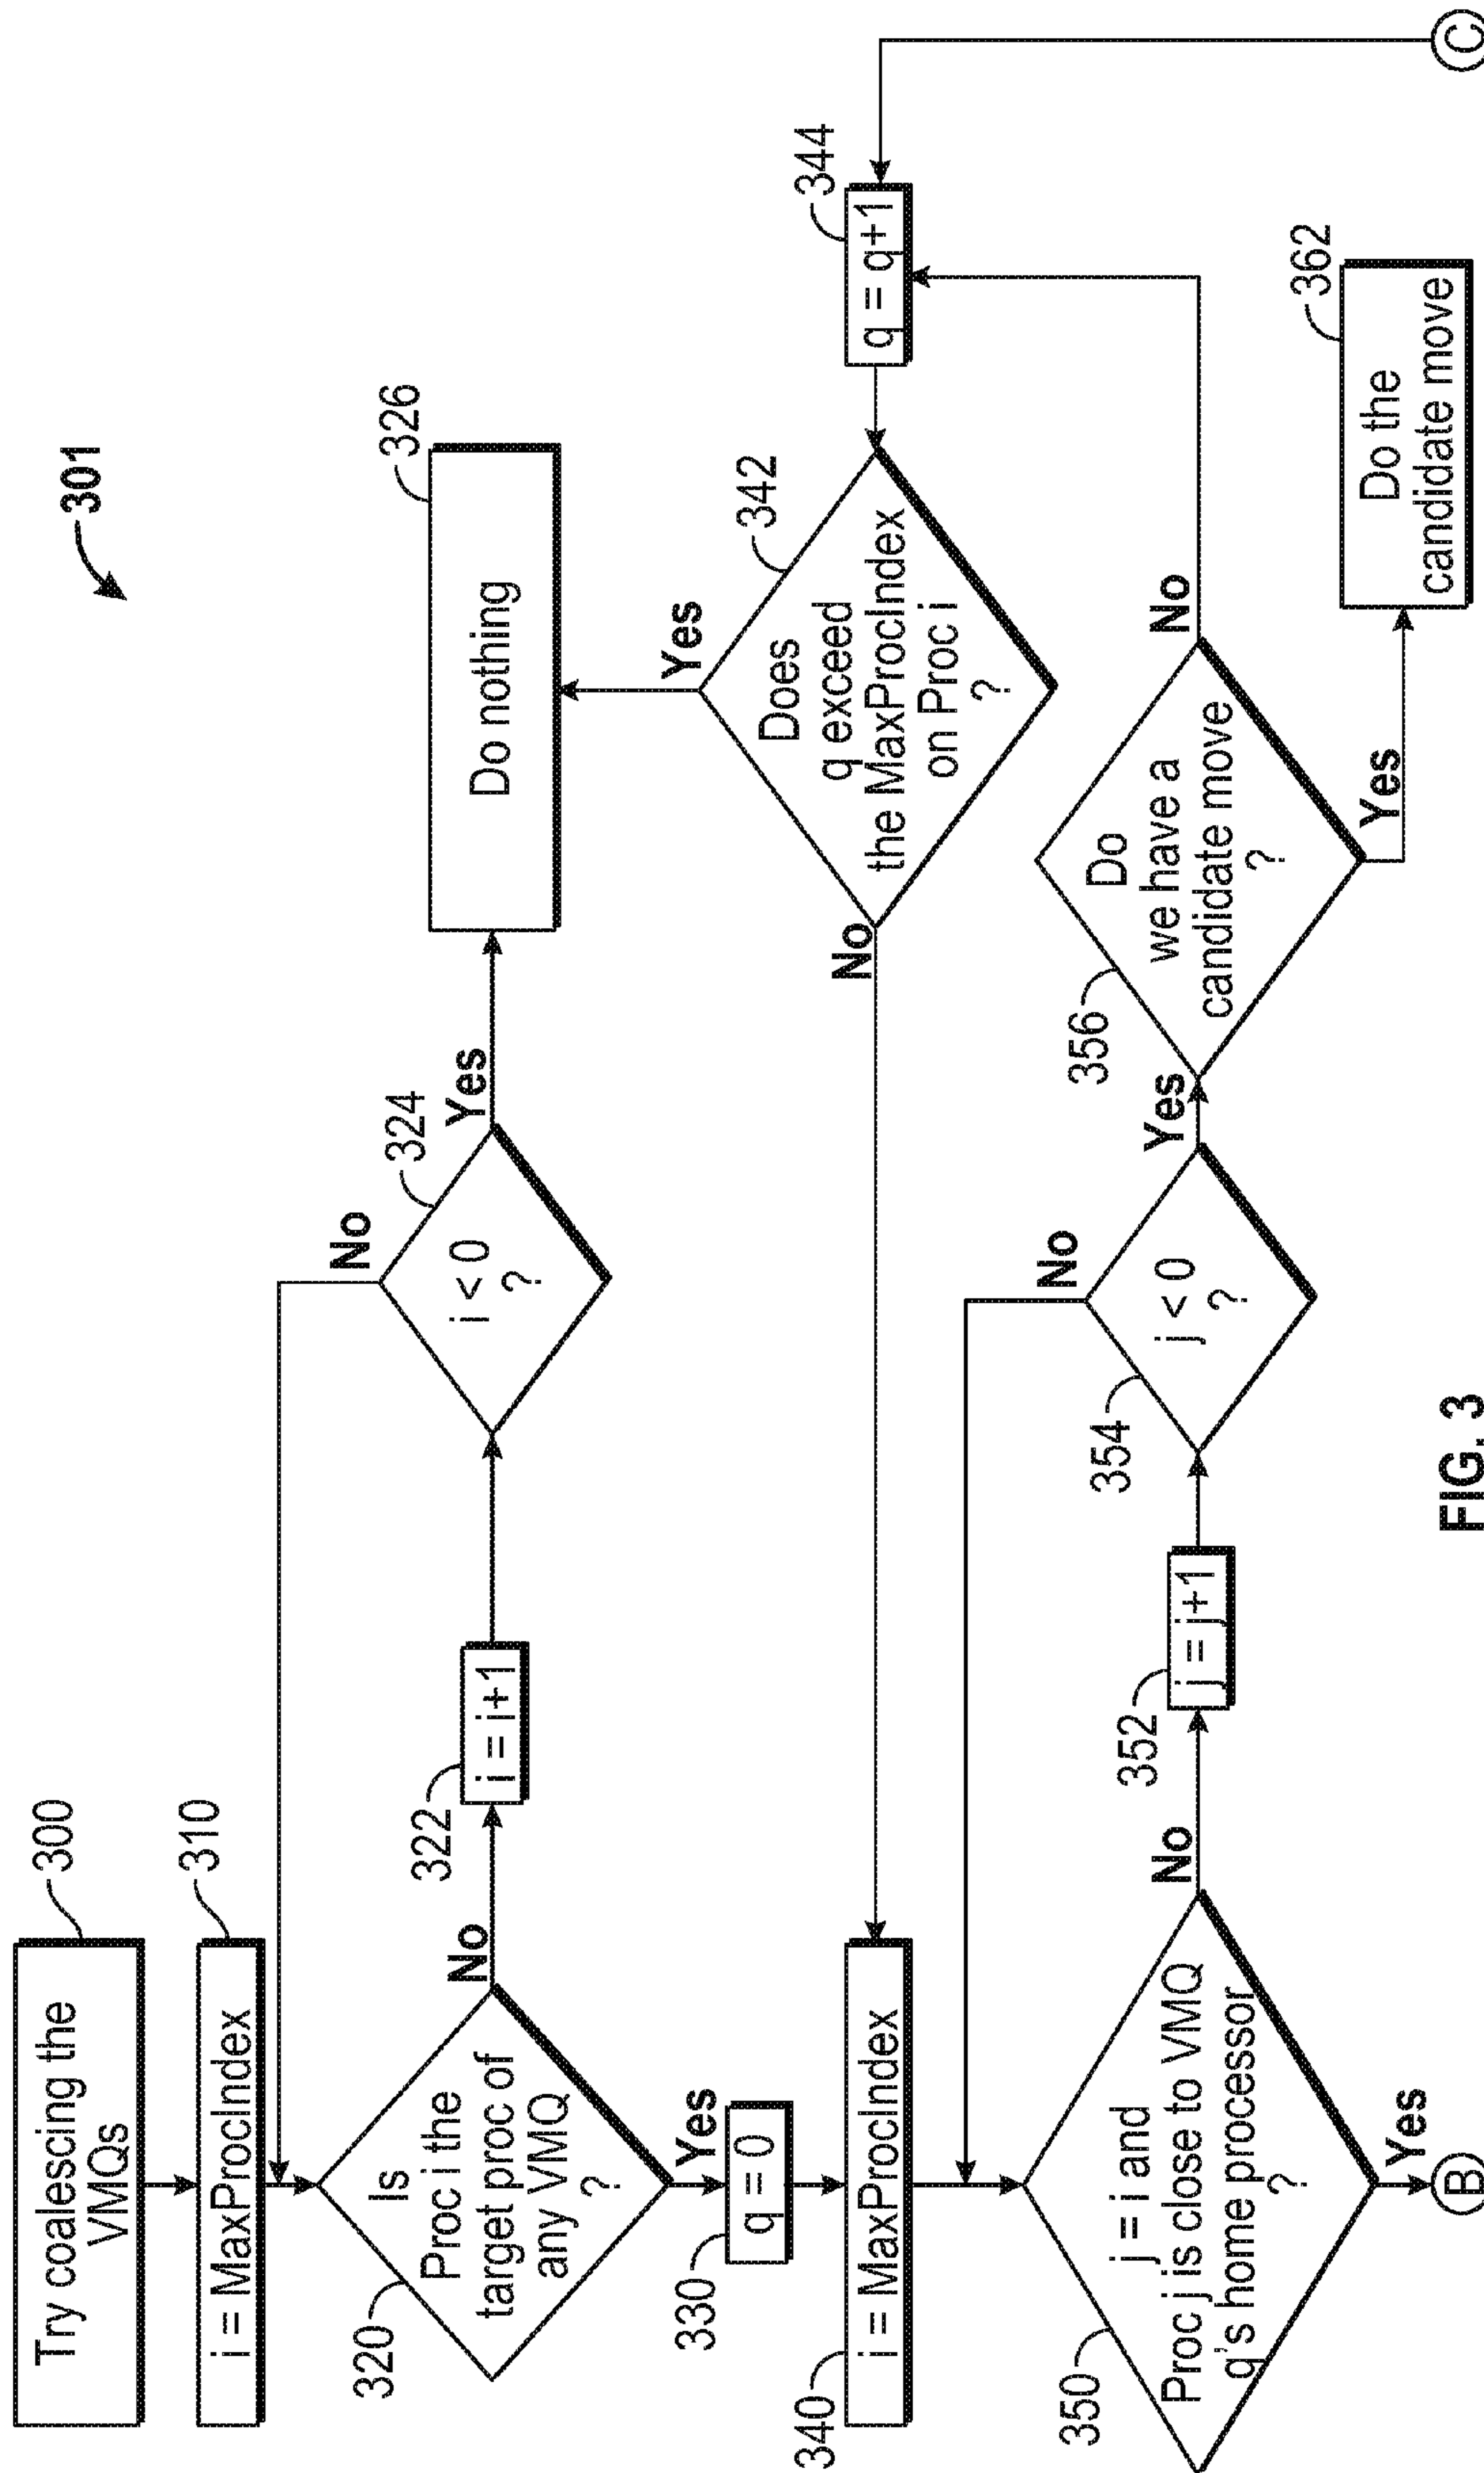 301
Try coalescing the
VMQs
300
i = MaxProcIndex
310
Is
Proc i the
target proc of
any VMQ
?
320
No
i = i+1
322
i < 0
?
324
No
Yes
Do nothing
326
Yes
q = 0
330
i = MaxProcIndex
340
No
Does
q exceed
the MaxProcIndex
on Proc i
?
342
Yes
q = q+1
344
j = i and
Proc j is close to VMQ
q's home processor
?
350
No
j = j+1
352
j < 0
?
354
No
Yes
Do
we have a
candidate move
?
356
No
Yes
Do the
candidate move
362
Yes
B
C
FIG. 3